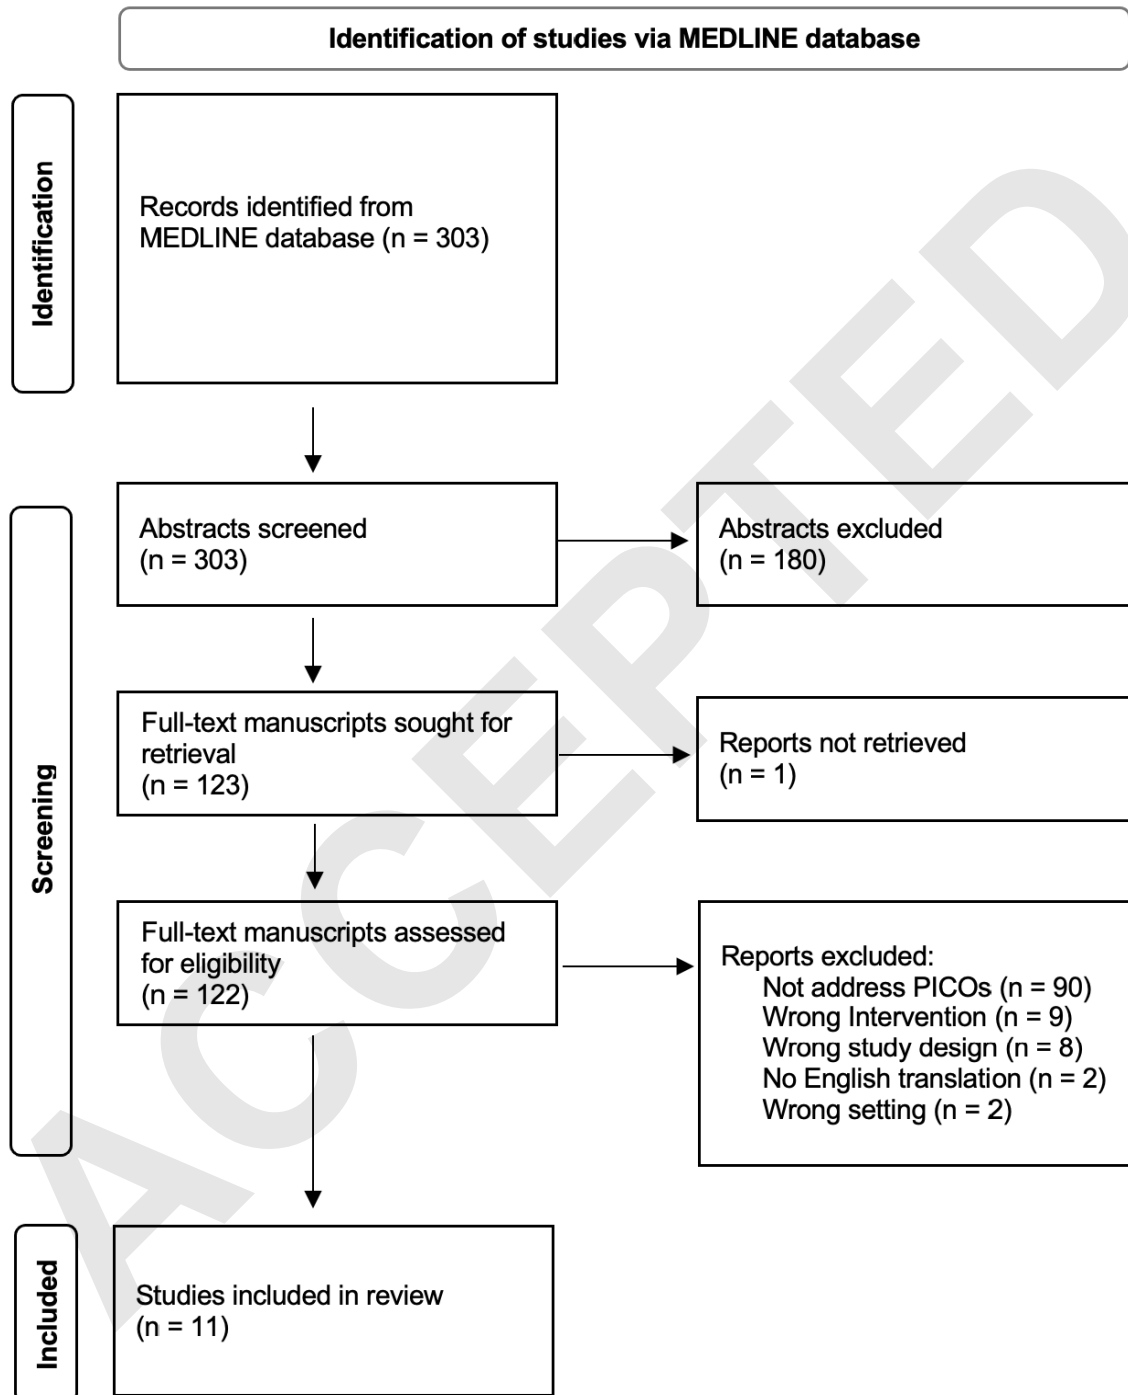 Identification of studies via MEDLINE database
Identification
Records identified from
MEDLINE database (n = 303)
Screening
Abstracts screened
(n = 303)
Abstracts excluded
(n = 180)
Full-text manuscripts sought for
retrieval
(n = 123)
Reports not retrieved
(n = 1)
Full-text manuscripts assessed
for eligibility
(n = 122)
Reports excluded:
Not address PICOs (n = 90)
Wrong Intervention (n = 9)
Wrong study design (n = 8)
No English translation (n = 2)
Wrong setting (n = 2)
Included
Studies included in review
(n = 11)
ACCEPTED